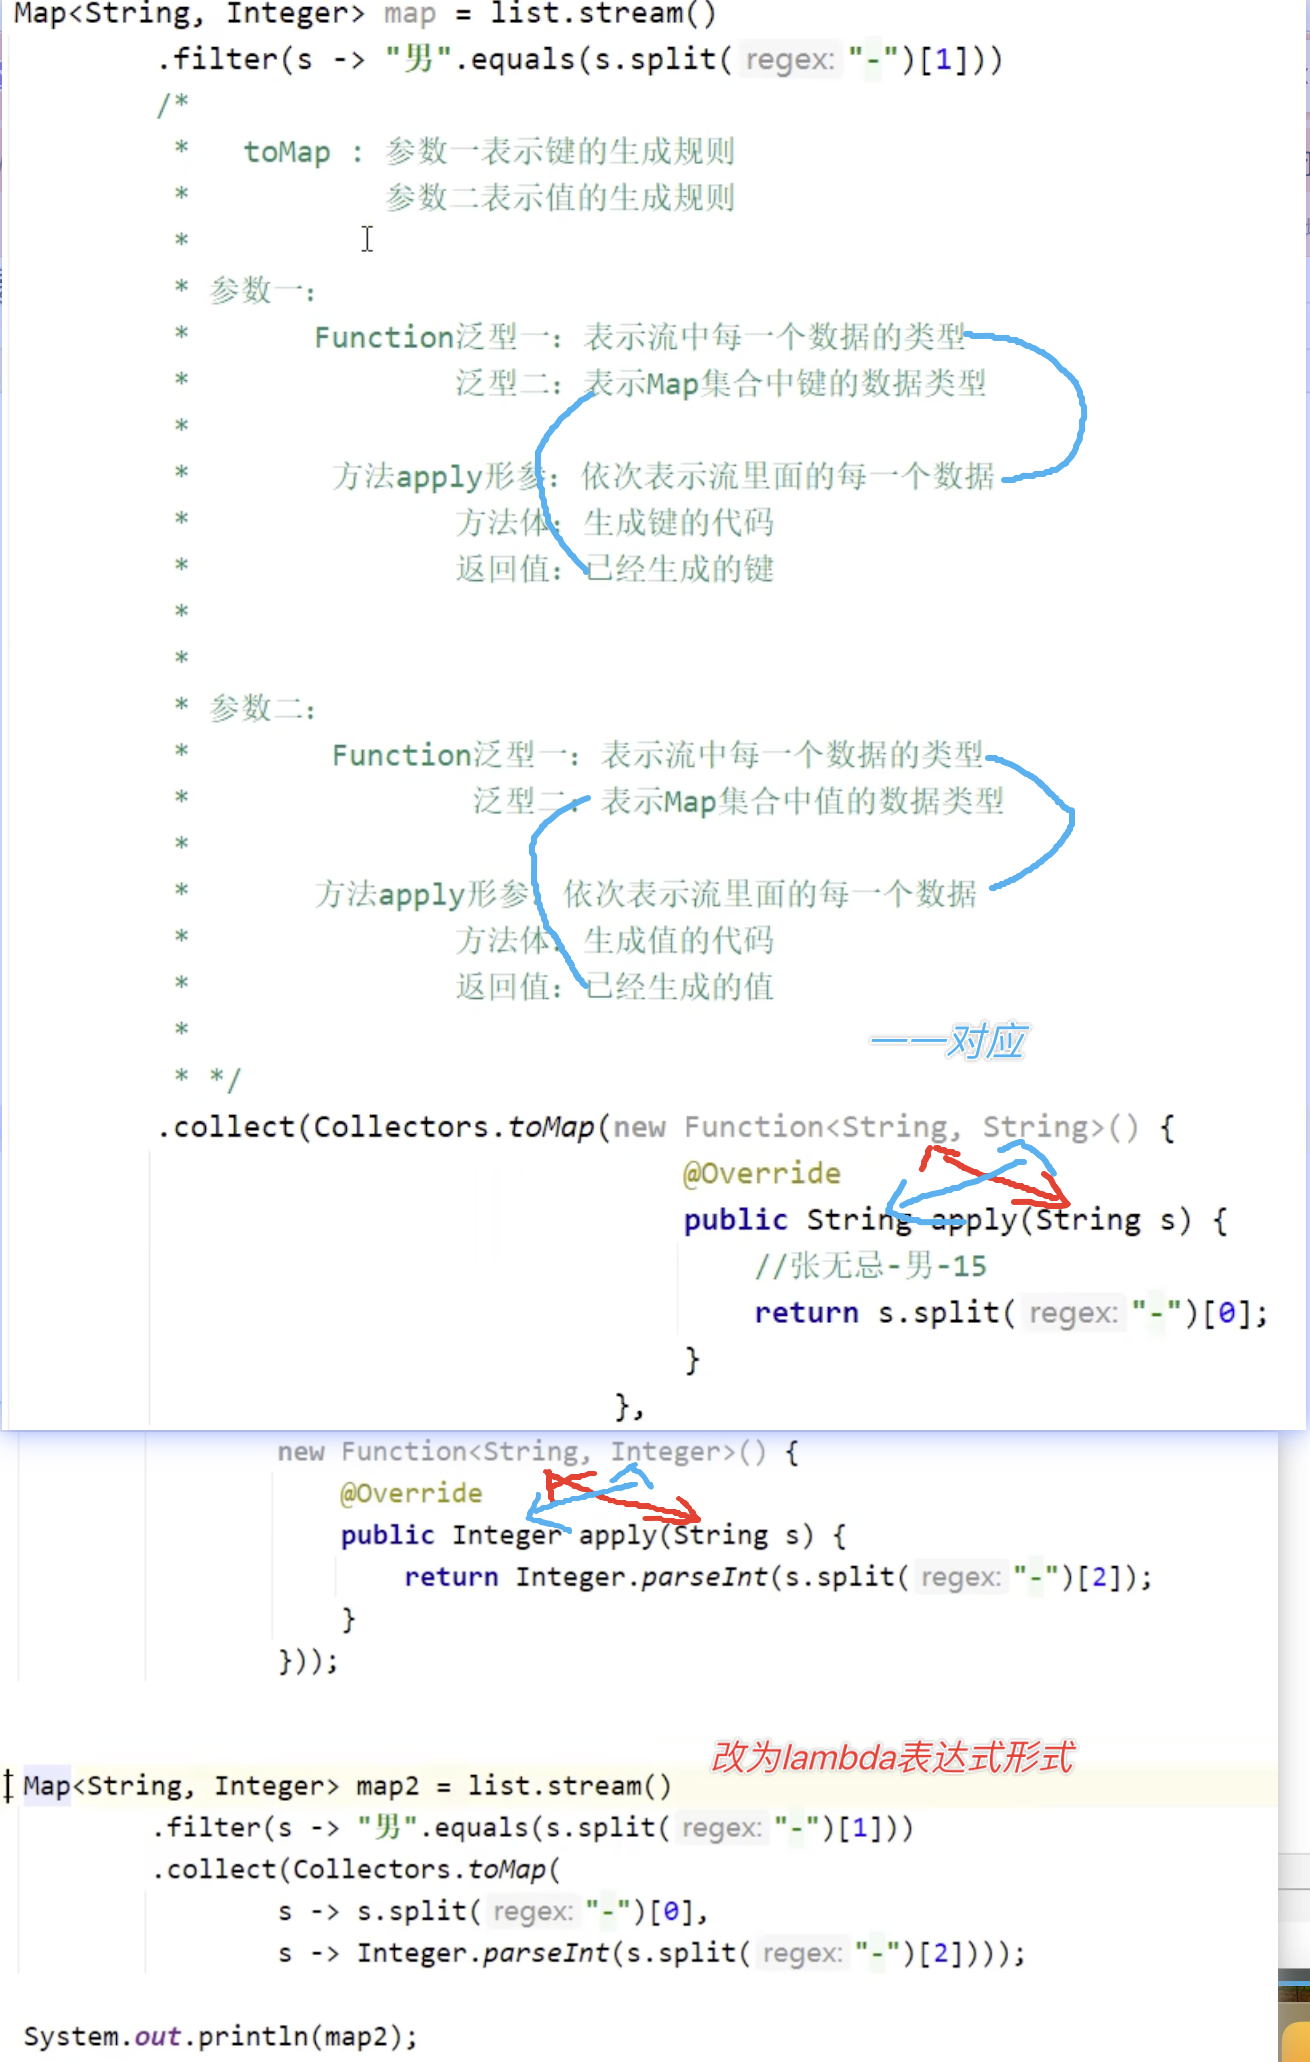 Map<String, Integer> map = list.stream()
.filter(s -> "男".equals(s.split( regex: "-")[1]))
/*
* toMap : 参数一表示键的生成规则
* 参数二表示值的生成规则
*
* 参数一：
* Function泛型一：表示流中每一个数据的类型
* 泛型二：表示Map集合中键的数据类型
*
* 方法apply形参：依次表示流里面的每一个数据
* 方法体：生成键的代码
* 返回值：已经生成的键
*
*
* 参数二：
* Function泛型一：表示流中每一个数据的类型
* 泛型二：表示Map集合中值的数据类型
*
* 方法apply形参：依次表示流里面的每一个数据
* 方法体：生成值的代码
* 返回值：已经生成的值
*
一一对应
* */
.collect(Collectors.toMap(new Function<String, String>() {
@Override
public String apply(String s) {
//张无忌-男-15
return s.split( regex: "-")[0];
}
},
new Function<String, Integer>() {
@Override
public Integer apply(String s) {
return Integer.parseInt(s.split( regex: "-")[2]);
}
}));
改为lambda表达式形式
Map<String, Integer> map2 = list.stream()
.filter(s -> "男".equals(s.split( regex: "-")[1]))
.collect(Collectors.toMap(
s -> s.split( regex: "-")[0],
s -> Integer.parseInt(s.split( regex: "-")[2])));
System.out.println(map2);